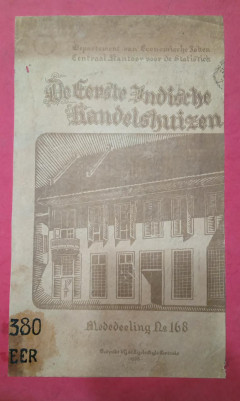 Departement van Economische Zaken
Centraal Kantoor voor de Statistiek
De Eerste Indische
Handelshuizen
380
EER
Mededeeling No 168